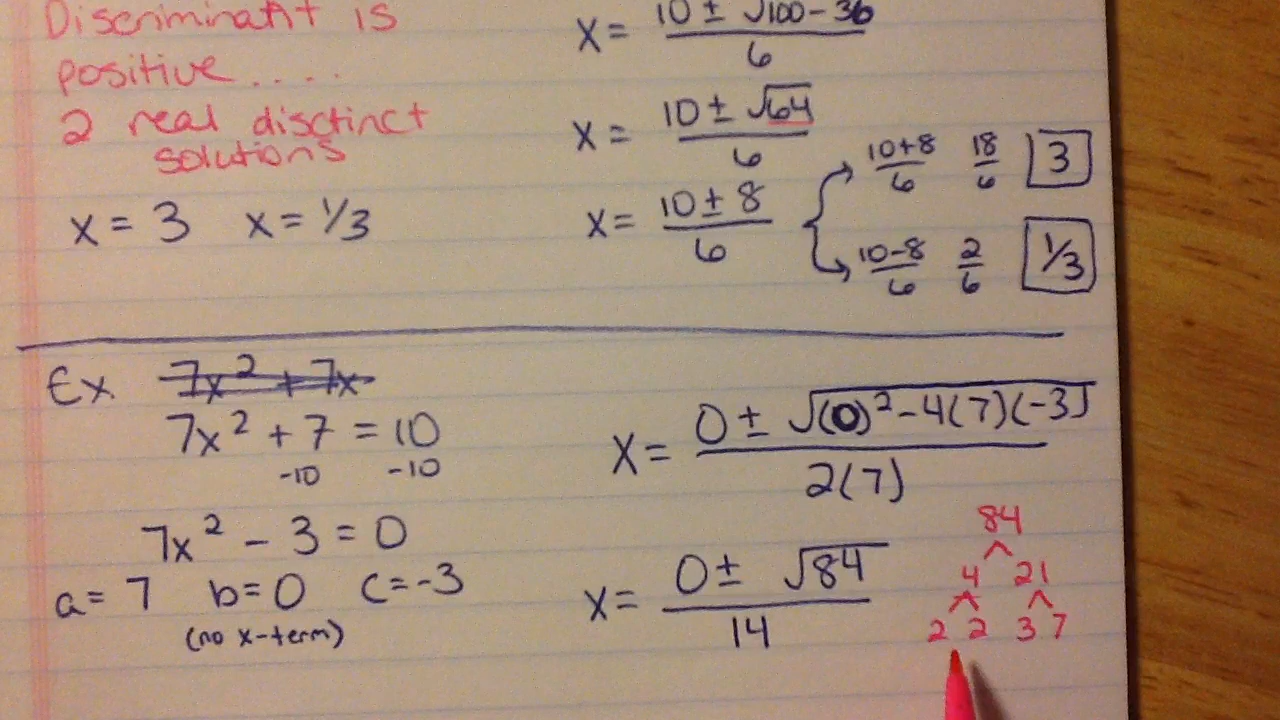 Discriminant is
positive....
2 real disctinct
solutions
x = 3 x = 1/3
x = 10 ± √100 - 36 / 6
x = 10 ± √64 / 6
x = 10 ± 8 / 6
10+8 / 6 18 / 6 3
10-8 / 6 2 / 6 1/3
Ex. 7x² + 7x
7x² + 7 = 10
-10 -10
7x² - 3 = 0
a = 7 b = 0 c = -3
(no x-term)
x = 0 ± √(0)² - 4(7)(-3) / 2(7)
x = 0 ± √84 / 14
84
4 21
2 2 3 7